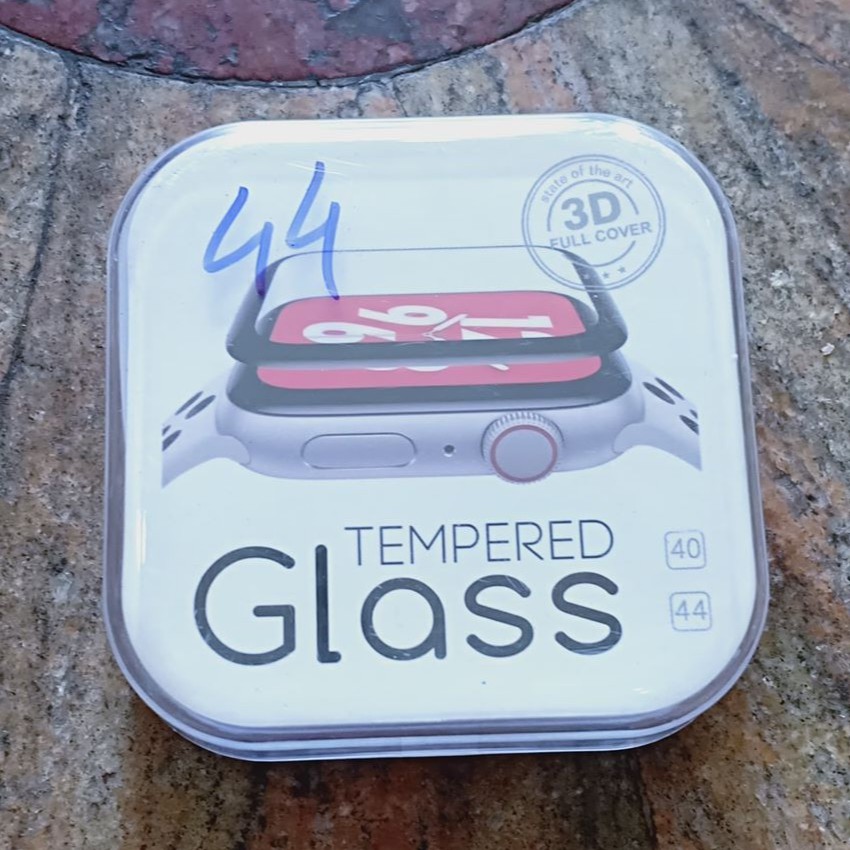 44
state of the art
3D
FULL COVER
TEMPERED
Glass
40
44